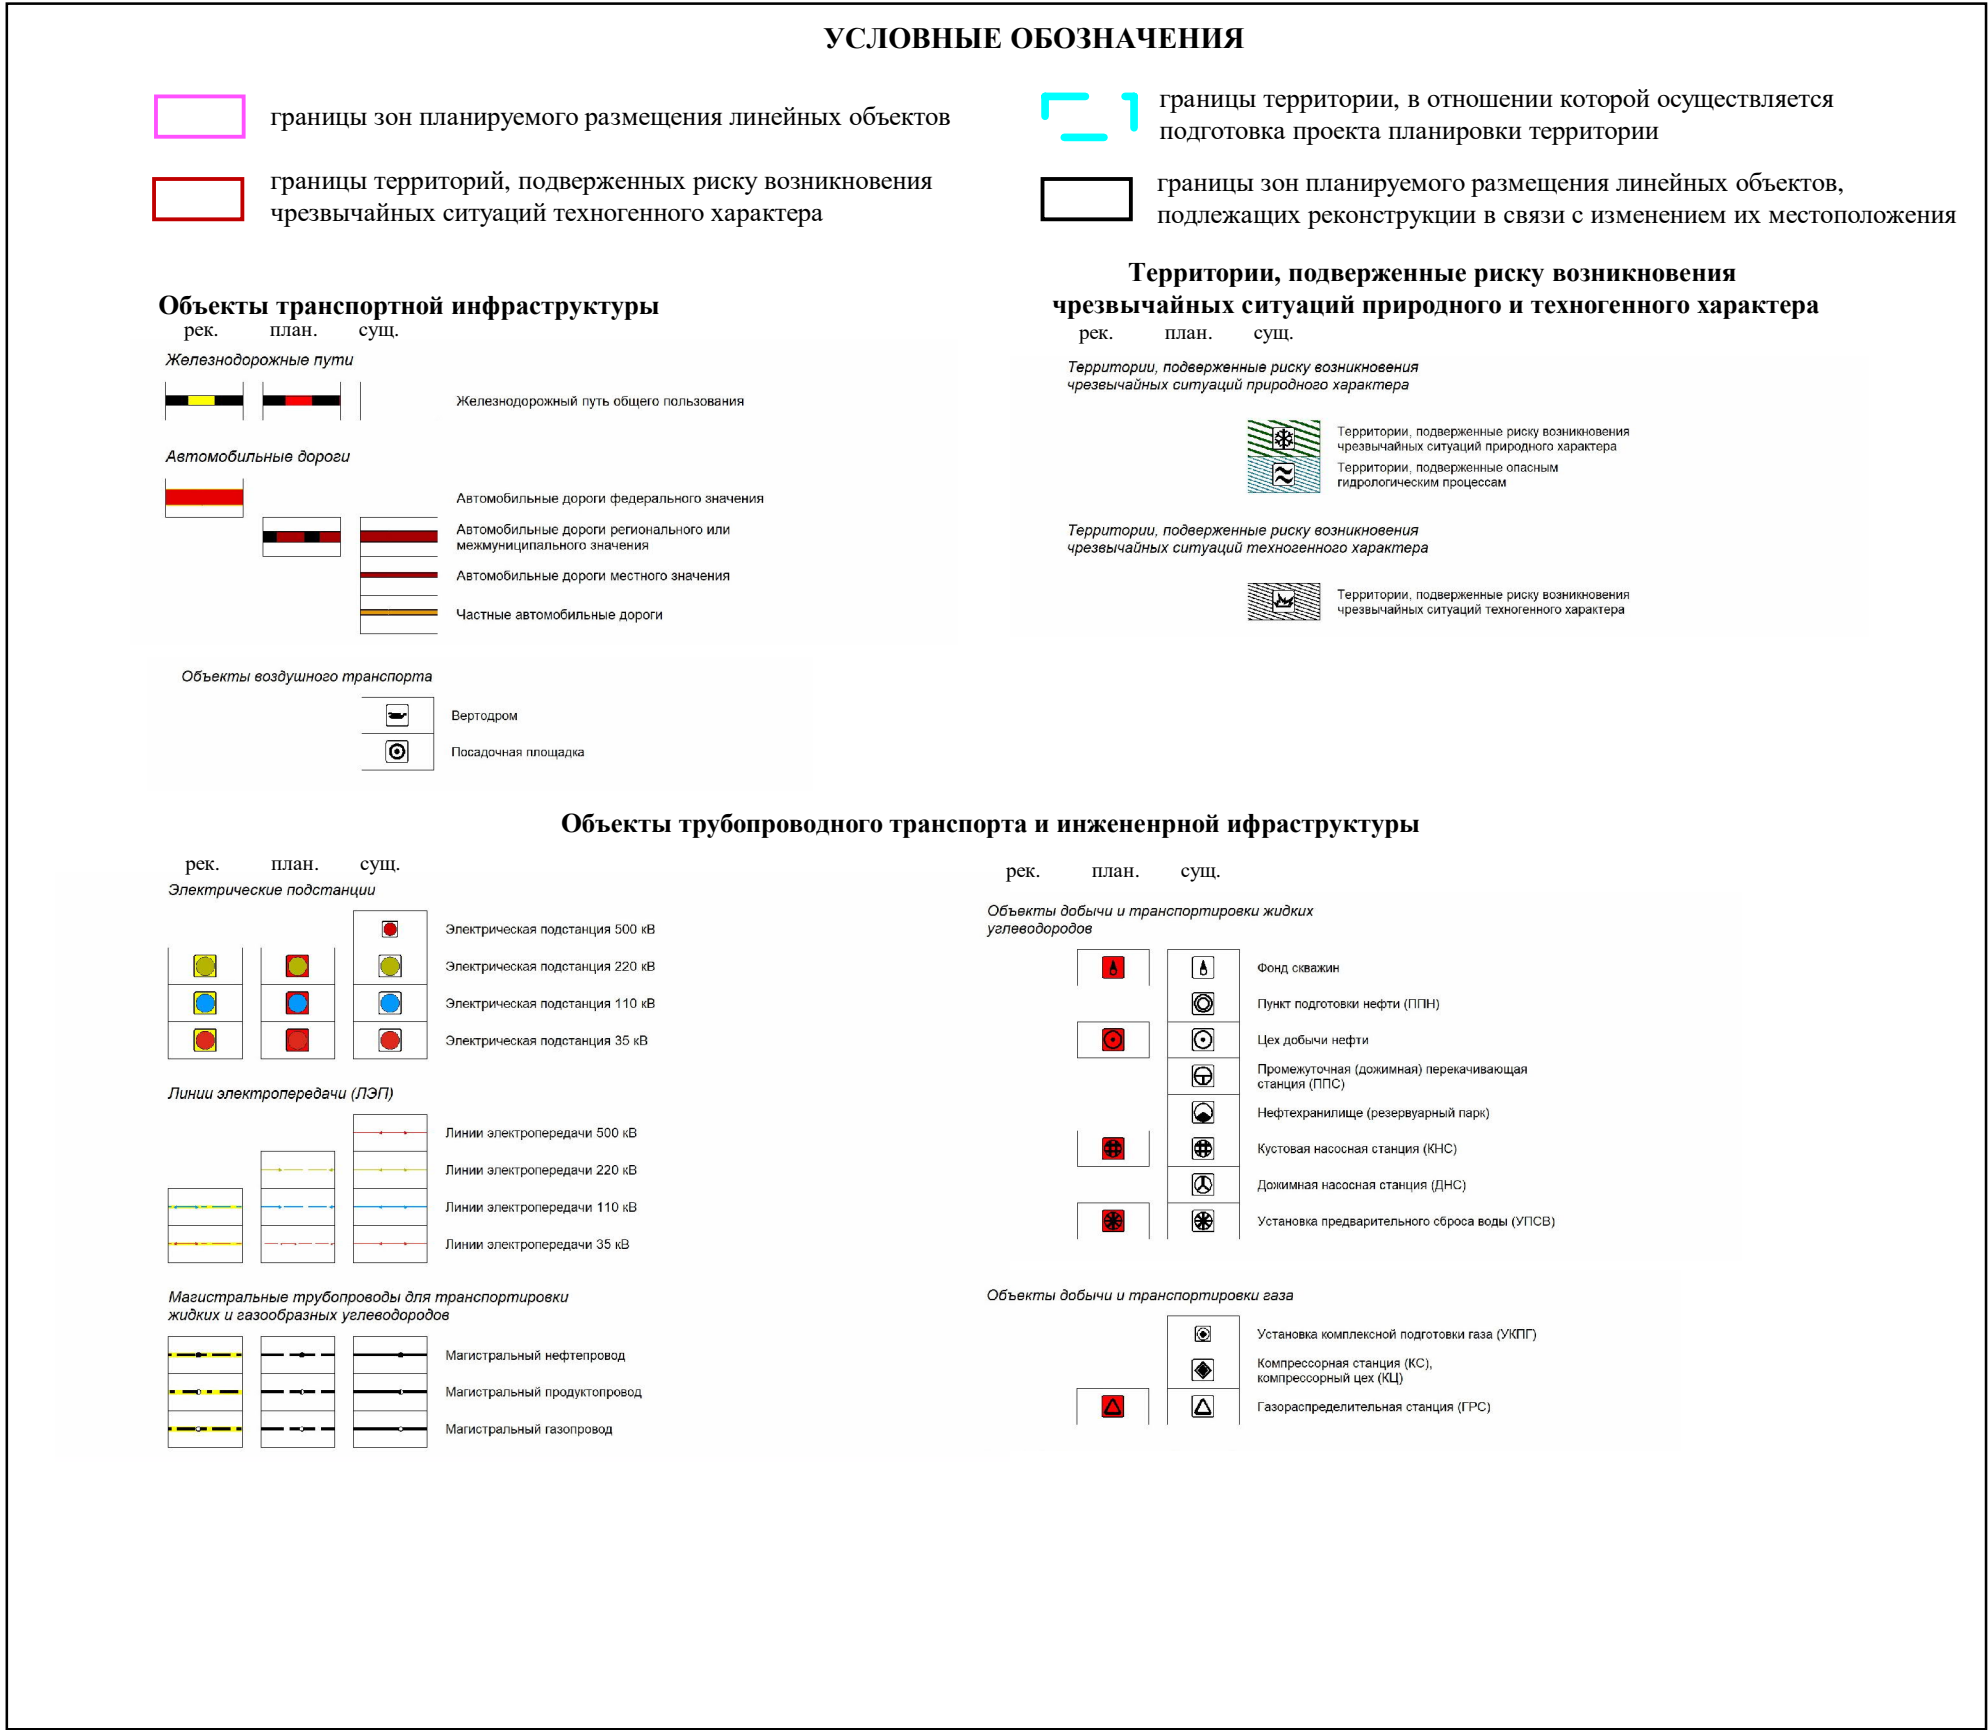 УСЛОВНЫЕ ОБОЗНАЧЕНИЯ
границы зон планируемого размещения линейных объектов
границы территорий, подверженных риску возникновения
чрезвычайных ситуаций техногенного характера
границы территории, в отношении которой осуществляется
подготовка проекта планировки территории
границы зон планируемого размещения линейных объектов,
подлежащих реконструкции в связи с изменением их местоположения
Объекты транспортной инфраструктуры
рек. план. сущ.
Железнодорожные пути
Железнодорожный путь общего пользования
Автомобильные дороги
Автомобильные дороги федерального значения
Автомобильные дороги регионального или
межмуниципального значения
Автомобильные дороги местного значения
Частные автомобильные дороги
Объекты воздушного транспорта
Вертодром
Посадочная площадка
Территории, подверженные риску возникновения
чрезвычайных ситуаций природного и техногенного характера
рек. план. сущ.
Территории, подверженные риску возникновения
чрезвычайных ситуаций природного характера
Территории, подверженные риску возникновения
чрезвычайных ситуаций природного характера
Территории, подверженные опасным
гидрологическим процессам
Территории, подверженные риску возникновения
чрезвычайных ситуаций техногенного характера
Территории, подверженные риску возникновения
чрезвычайных ситуаций техногенного характера
Объекты трубопроводного транспорта и инжененрной ифраструктуры
рек. план. сущ.
Электрические подстанции
Электрическая подстанция 500 кВ
Электрическая подстанция 220 кВ
Электрическая подстанция 110 кВ
Электрическая подстанция 35 кВ
Линии электропередачи (ЛЭП)
Линии электропередачи 500 кВ
Линии электропередачи 220 кВ
Линии электропередачи 110 кВ
Линии электропередачи 35 кВ
Магистральные трубопроводы для транспортировки
жидких и газообразных углеводородов
Магистральный нефтепровод
Магистральный продуктопровод
Магистральный газопровод
рек. план. сущ.
Объекты добычи и транспортировки жидких
углеводородов
Фонд скважин
Пункт подготовки нефти (ППН)
Цех добычи нефти
Промежуточная (дожимная) перекачивающая
станция (ППС)
Нефтехранилище (резервуарный парк)
Кустовая насосная станция (КНС)
Дожимная насосная станция (ДНС)
Установка предварительного сброса воды (УПСВ)
Объекты добычи и транспортировки газа
Установка комплексной подготовки газа (УКПГ)
Компрессорная станция (КС),
компрессорный цех (КЦ)
Газораспределительная станция (ГРС)